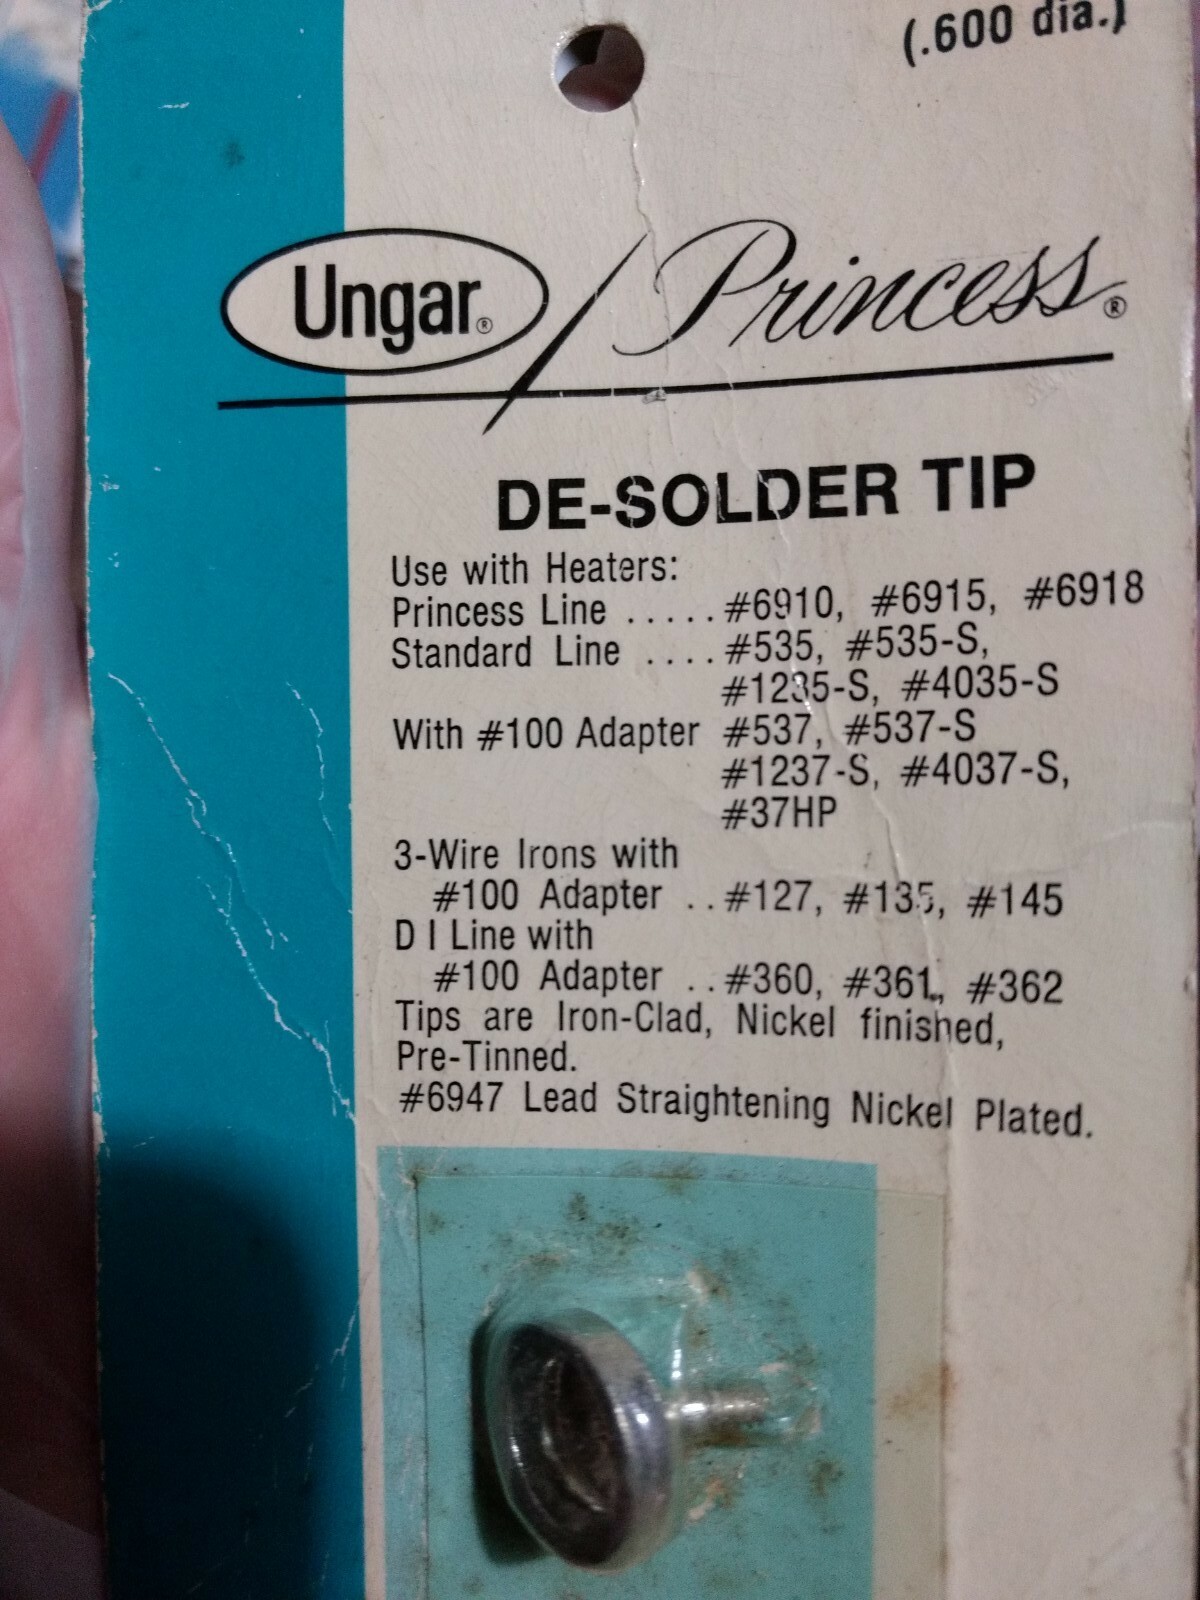 (.600 dia.)
Ungar® / Princess®
DE-SOLDER TIP
Use with Heaters:
Princess Line ..... #6910, #6915, #6918
Standard Line .... #535, #535-S,
#1235-S, #4035-S
With #100 Adapter #537, #537-S
#1237-S, #4037-S,
#37HP
3-Wire Irons with
#100 Adapter .. #127, #135, #145
D I Line with
#100 Adapter .. #360, #361, #362
Tips are Iron-Clad, Nickel finished,
Pre-Tinned.
#6947 Lead Straightening Nickel Plated.